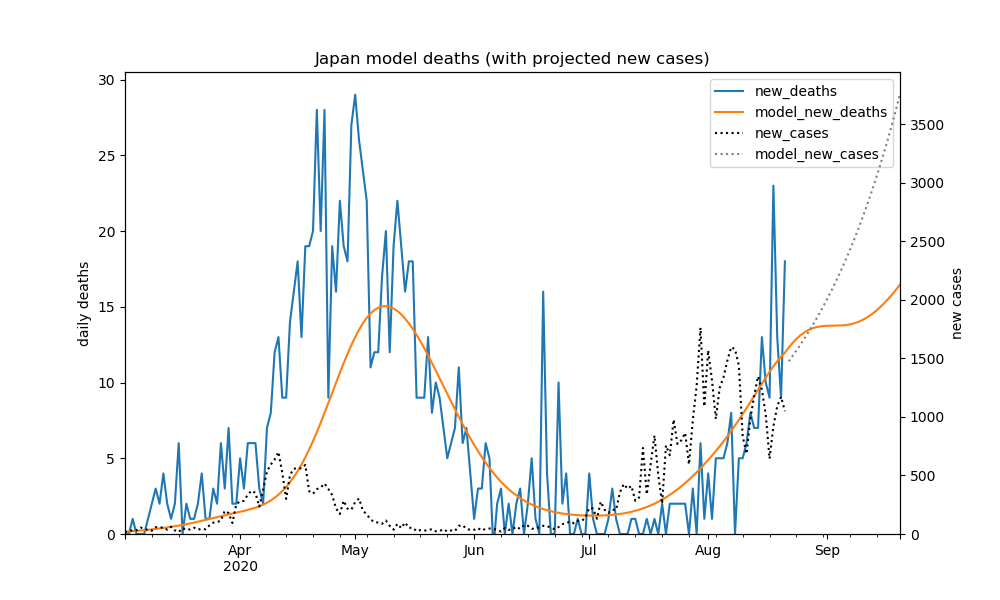 Japan model deaths (with projected new cases)
new_deaths
model_new_deaths
new_cases
model_new_cases
daily deaths
30
25
20
15
10
5
0
new cases
3500
3000
2500
2000
1500
1000
500
0
Apr
2020
May
Jun
Jul
Aug
Sep